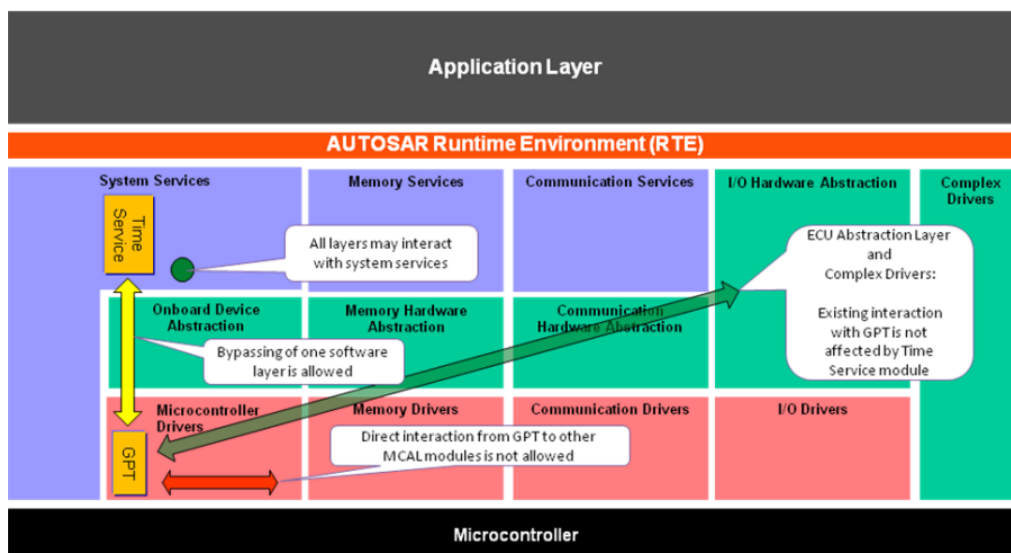 Application Layer
AUTOSAR Runtime Environment (RTE)
System Services
Memory Services
Communication Services
I/O Hardware Abstraction
Complex
Drivers
Time
Service
All layers may interact
with system services
ECU Abstraction Layer
and
Complex Drivers:
Existing interaction
with GPT is not
affected by Time
Service module
Onboard Device
Abstraction
Memory Hardware
Abstraction
Communication
Hardware Abstraction
Bypassing of one software
layer is allowed
Microcontroller
Drivers
Memory Drivers
Communication Drivers
I/O Drivers
GPT
Direct interaction from GPT to other
MCAL modules is not allowed
Microcontroller